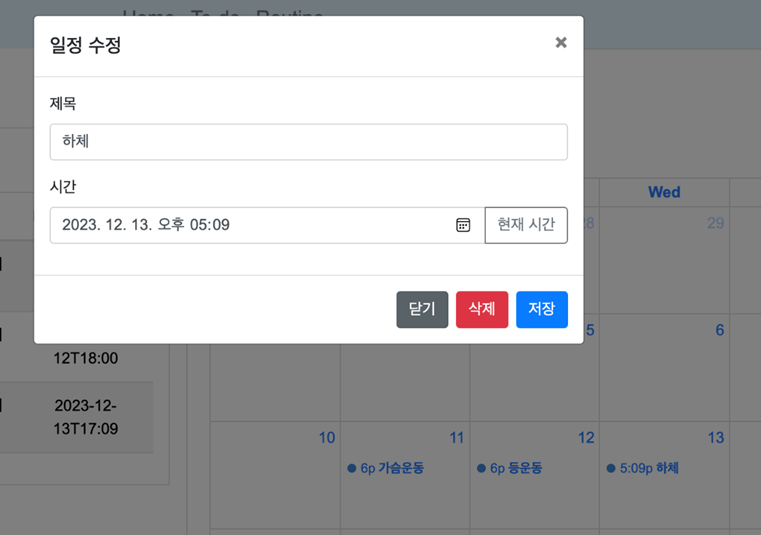 Home To-do Routine
일정 수정
×
제목
하체
시간
2023. 12. 13. 오후 05:09
현재 시간
닫기 삭제 저장
Wed
28 29
5 6
12T18:00
2023-12-
13T17:09
10 11 12 13
6p 가슴운동 6p 등운동 5:09p 하체